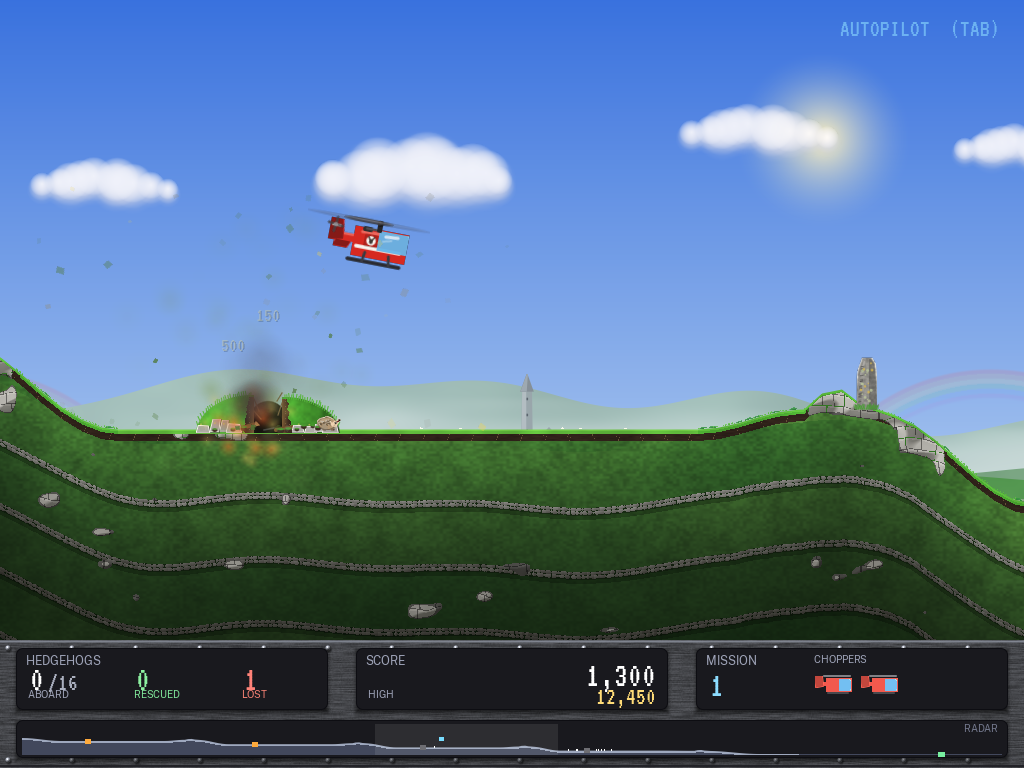 AUTOPILOT (TAB)
150
500
HEDGEHOGS
0/16
ABOARD
0
RESCUED
1
LOST
SCORE
1,300
HIGH
12,450
MISSION
1
CHOPPERS
RADAR